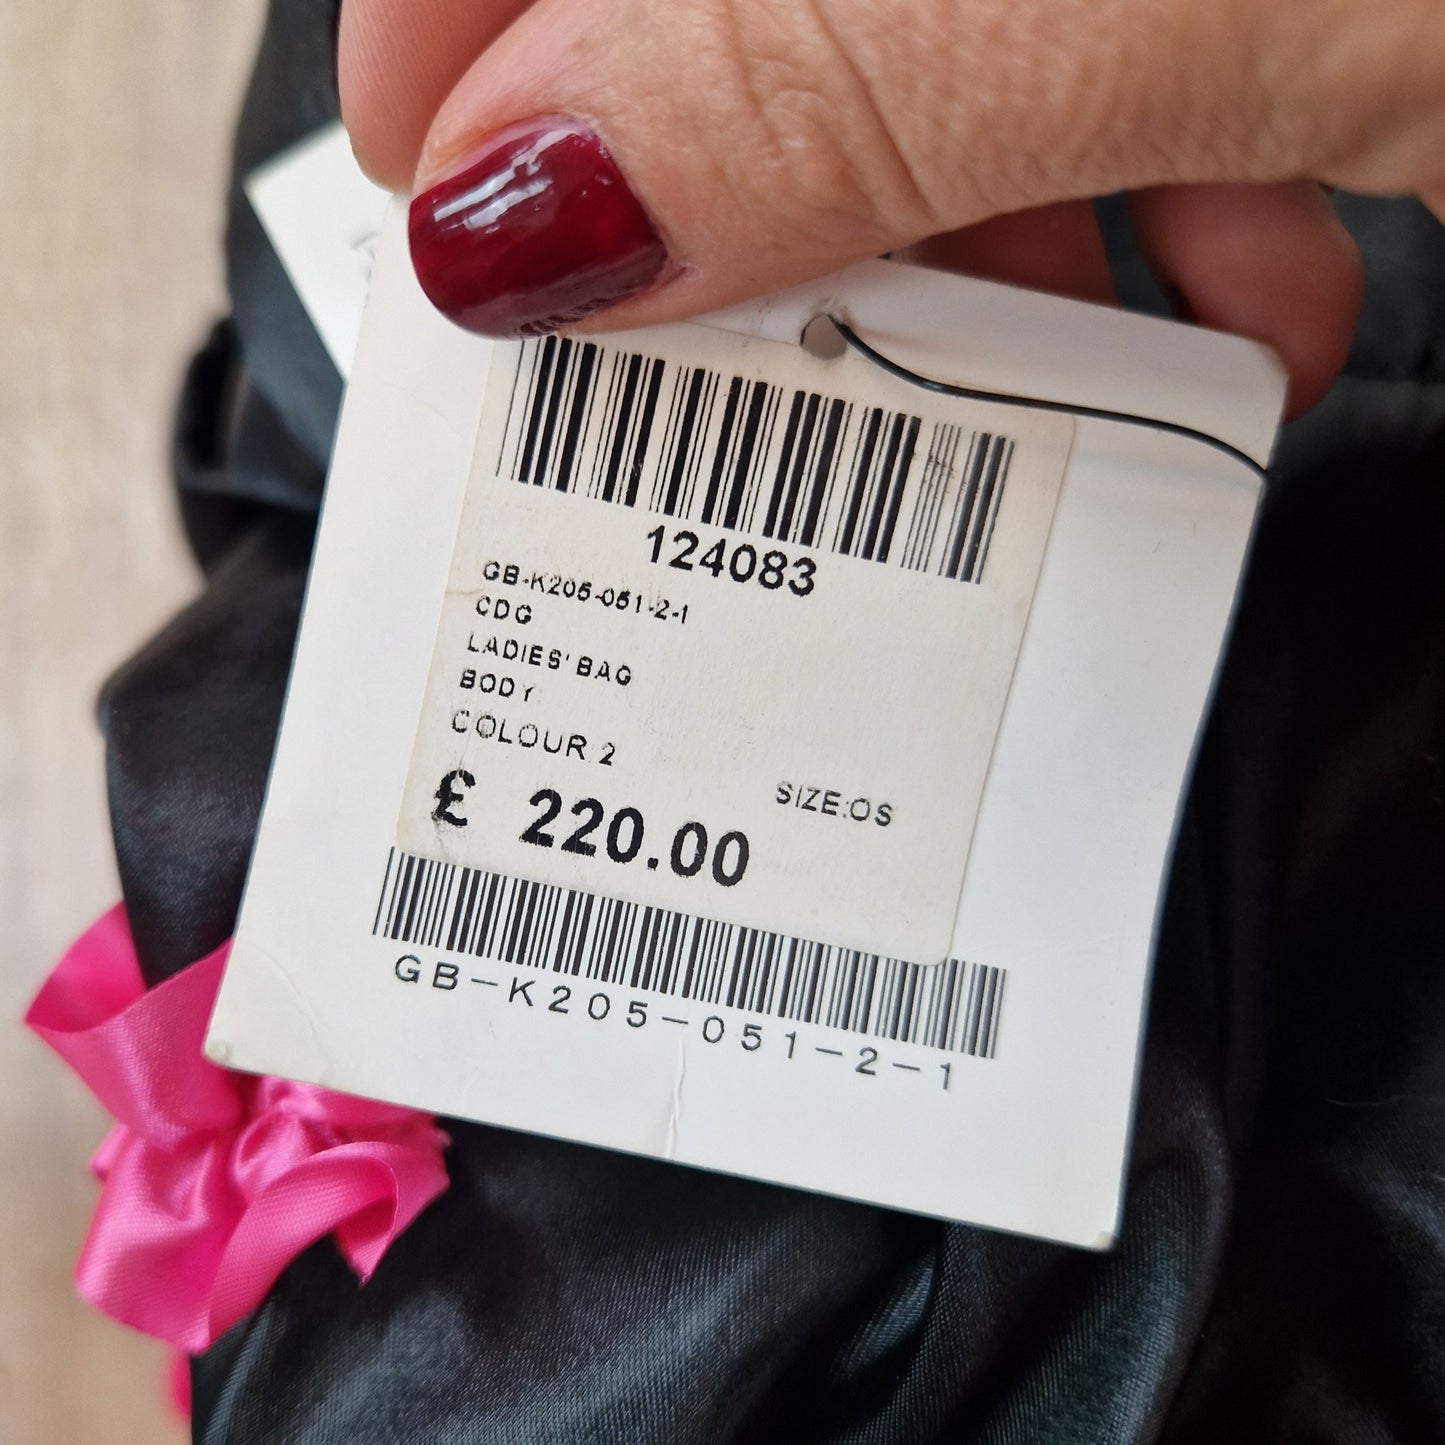 124083
GB-K205-051-2-1
CDG
LADIES' BAG
BODY
COLOUR 2
SIZE:OS
£ 220.00
GB-K205-051-2-1